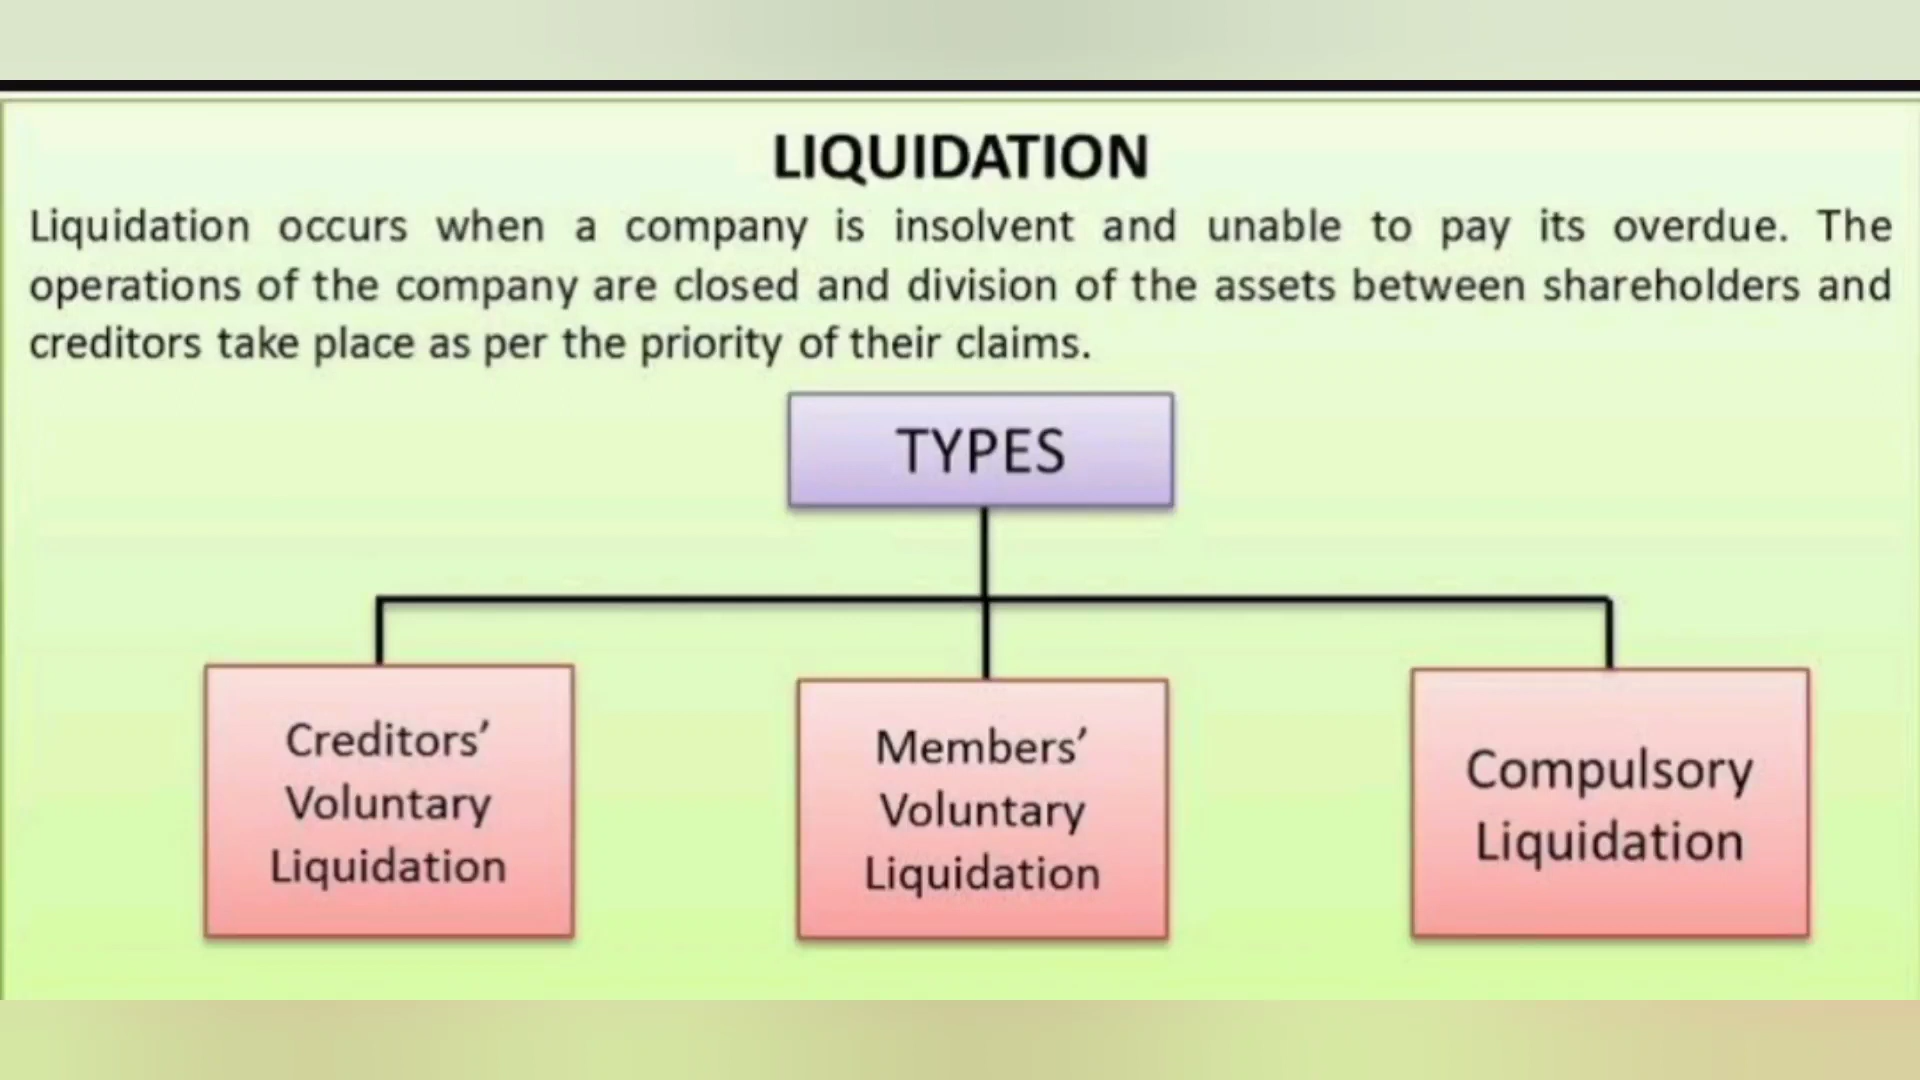 LIQUIDATION
Liquidation occurs when a company is insolvent and unable to pay its overdue. The
operations of the company are closed and division of the assets between shareholders and
creditors take place as per the priority of their claims.
TYPES
Creditors’
Voluntary
Liquidation
Members’
Voluntary
Liquidation
Compulsory
Liquidation